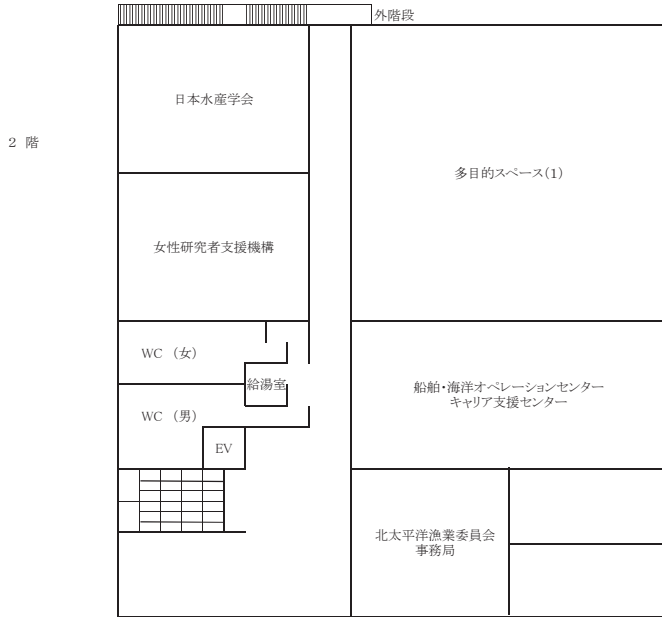 外階段
日本水産学会
2 階
多目的スペース(1)
女性研究者支援機構
WC (女)
給湯室
船舶・海洋オペレーションセンター
キャリア支援センター
WC (男)
EV
北太平洋漁業委員会
事務局